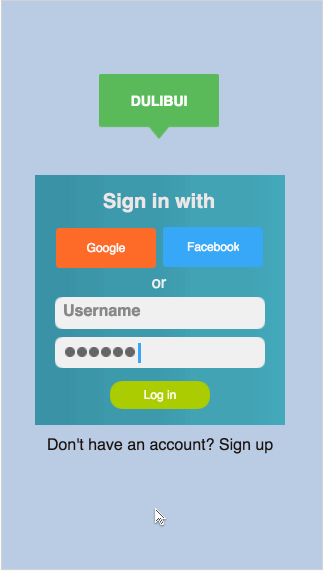 DULIBUI
Sign in with
Google
Facebook
or
Username
●●●●●●
Log in
Don't have an account? Sign up